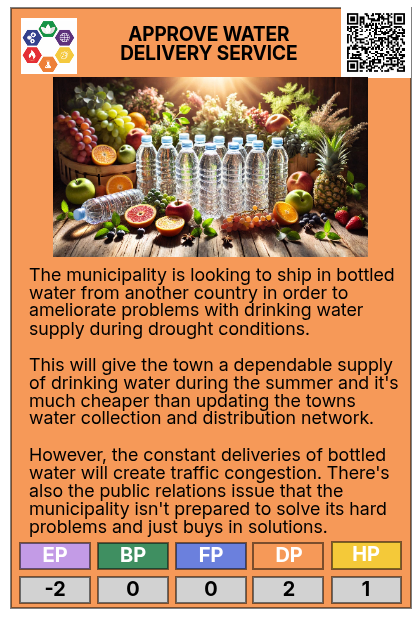 APPROVE WATER
DELIVERY SERVICE
The municipality is looking to ship in bottled
water from another country in order to
ameliorate problems with drinking water
supply during drought conditions.
This will give the town a dependable supply
of drinking water during the summer and it's
much cheaper than updating the towns
water collection and distribution network.
However, the constant deliveries of bottled
water will create traffic congestion. There's
also the public relations issue that the
municipality isn't prepared to solve its hard
problems and just buys in solutions.
EP BP FP DP HP
-2 0 0 2 1